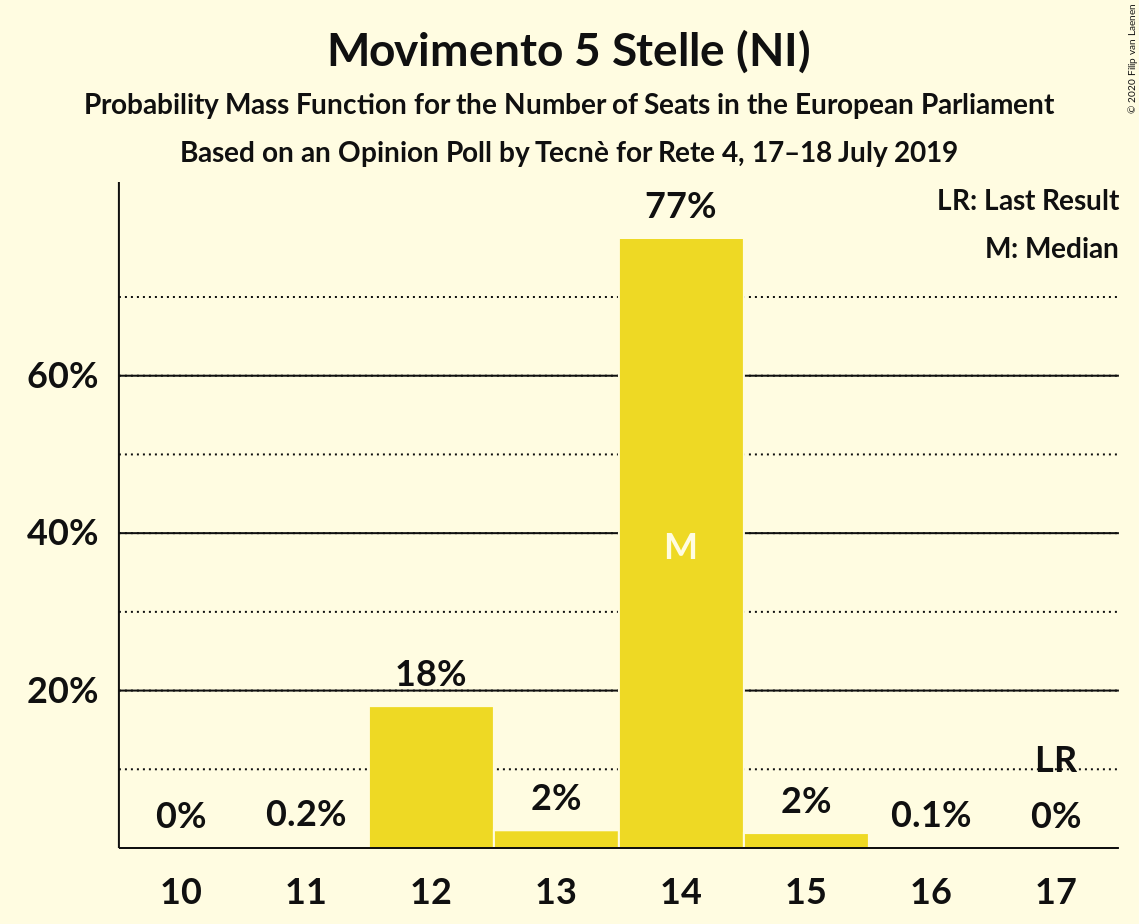 Movimento 5 Stelle (NI)
Probability Mass Function for the Number of Seats in the European Parliament
Based on an Opinion Poll by Tecnè for Rete 4, 17–18 July 2019
© 2020 Filip van Laenen
LR: Last Result
M: Median
77%
60%
40%
M
20%
18%
LR
0%
0.2%
2%
2%
0.1%
0%
10 11 12 13 14 15 16 17